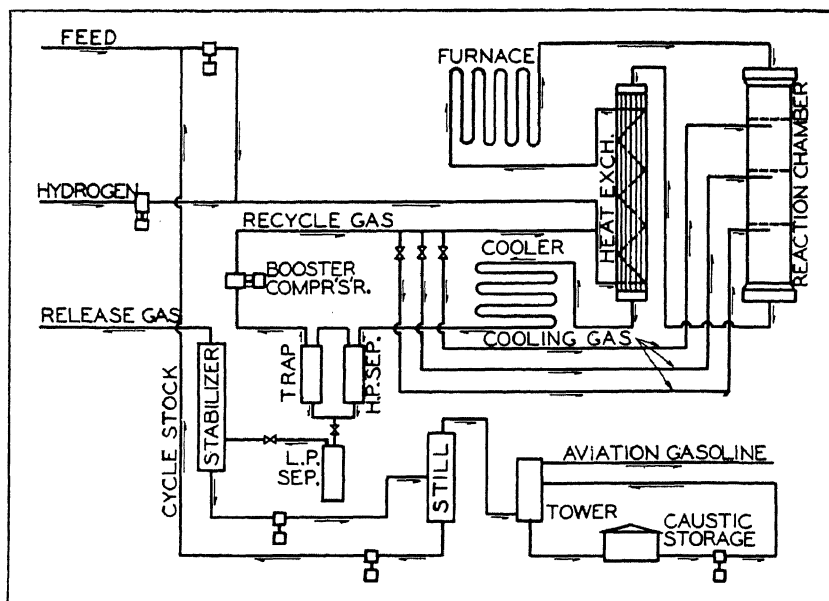 FEED
FURNACE
HEAT EXCH.
REACTION CHAMBER
HYDROGEN
RECYCLE GAS
COOLER
BOOSTER
COMPR'S'R.
RELEASE GAS
COOLING GAS
TRAP
H.P. SEP.
STABILIZER
CYCLE STOCK
L.P.
SEP.
STILL
AVIATION GASOLINE
TOWER
CAUSTIC
STORAGE